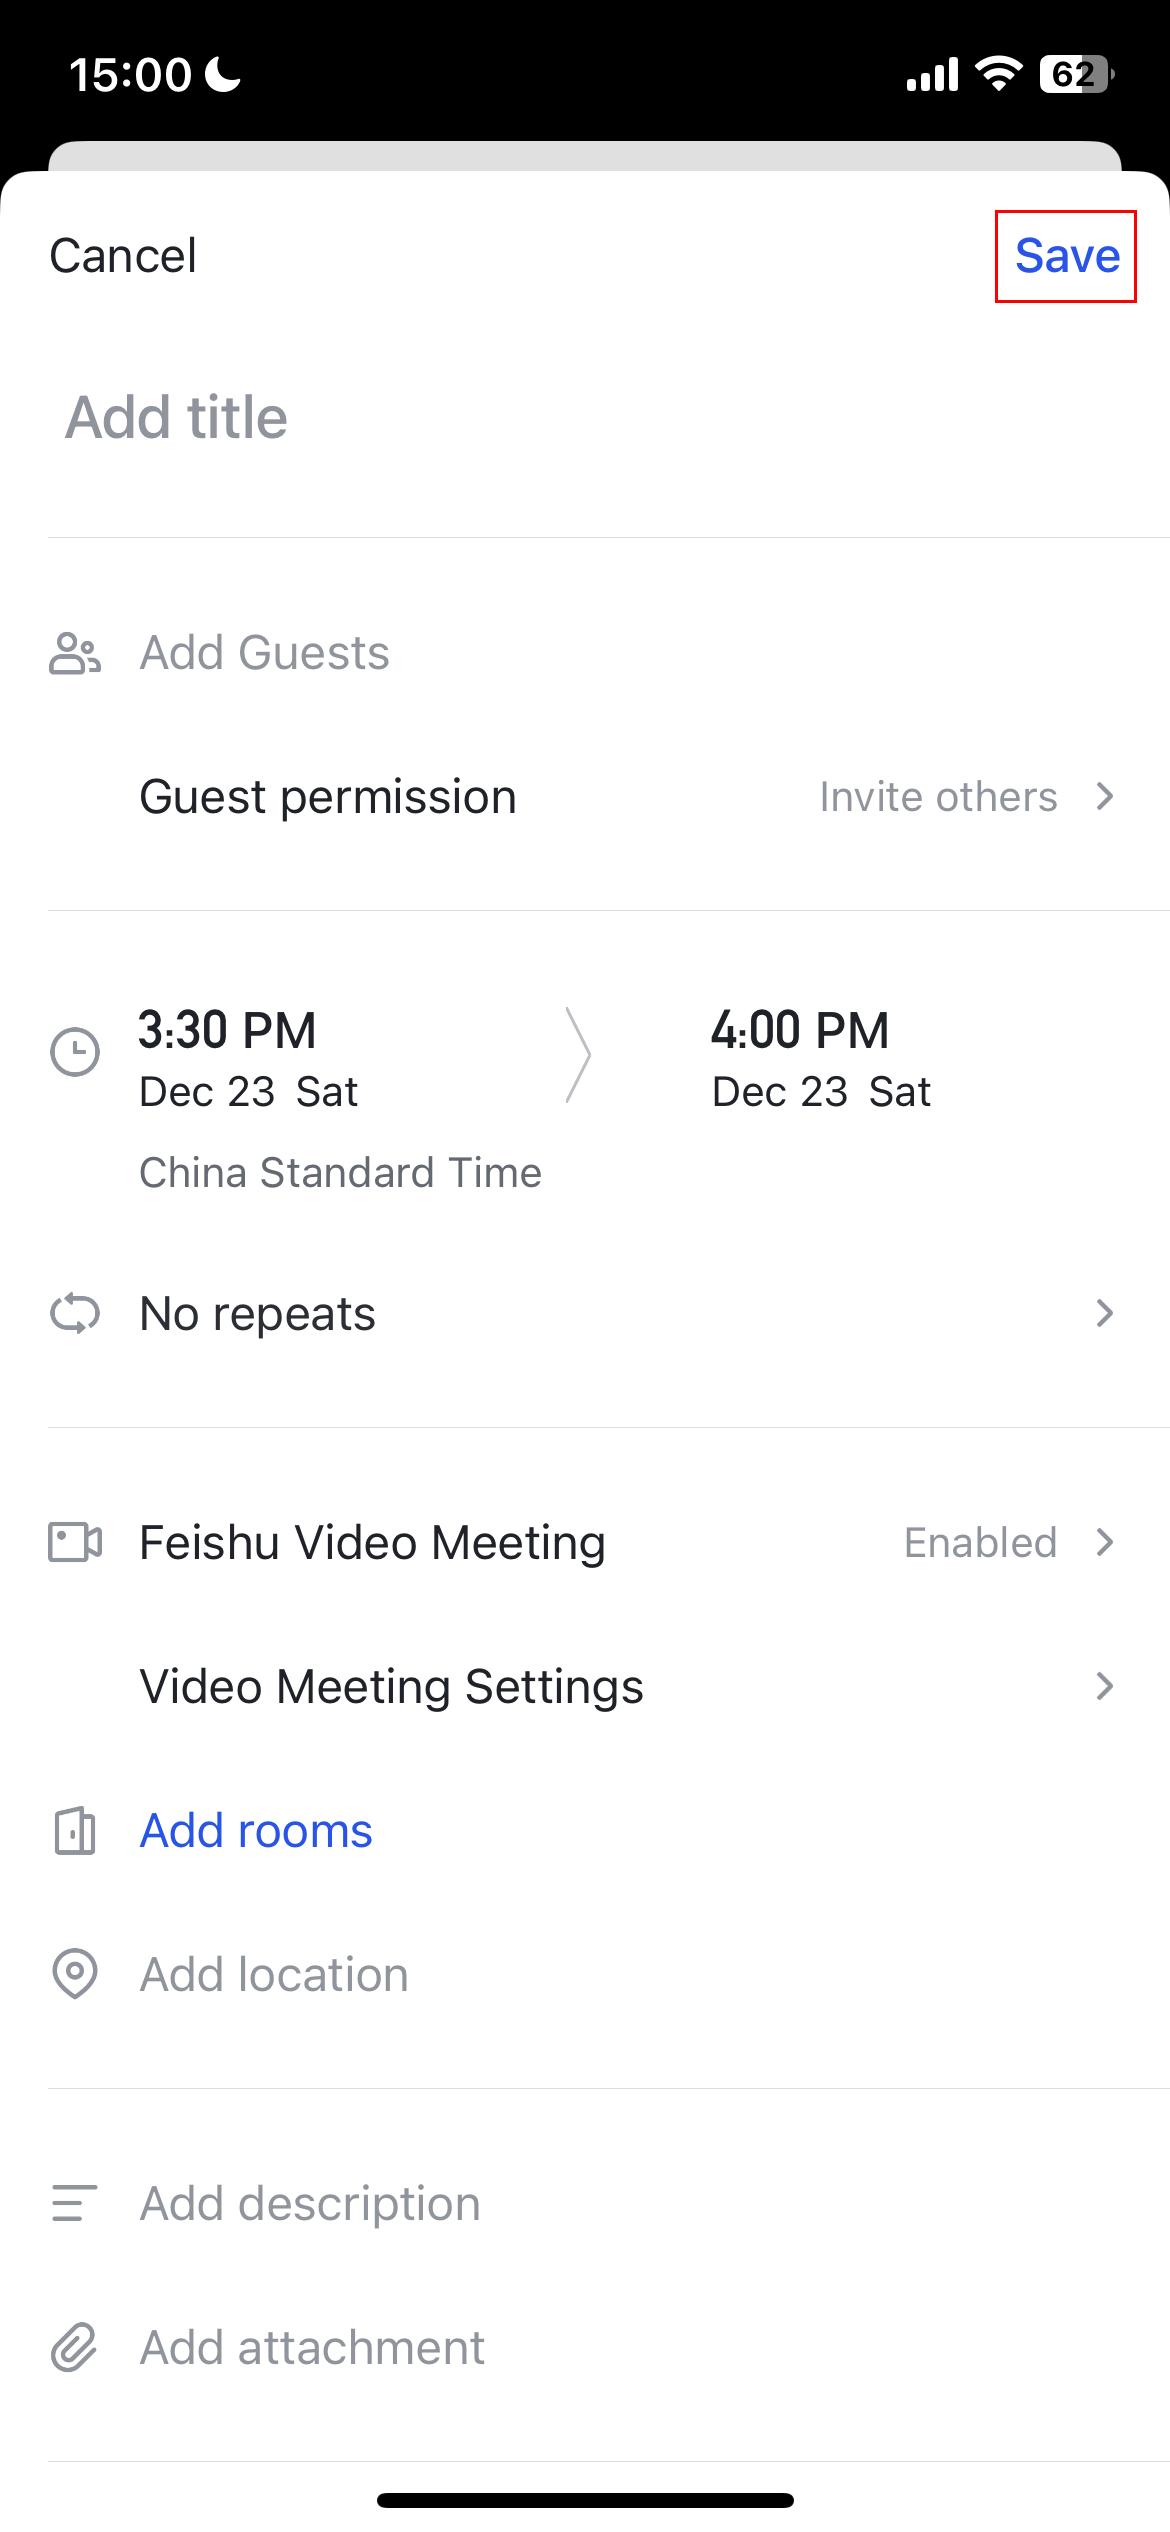 15:00 62
Cancel Save
Add title
Add Guests
Guest permission Invite others
3:30 PM 4:00 PM
Dec 23 Sat Dec 23 Sat
China Standard Time
No repeats
Feishu Video Meeting Enabled
Video Meeting Settings
Add rooms
Add location
Add description
Add attachment